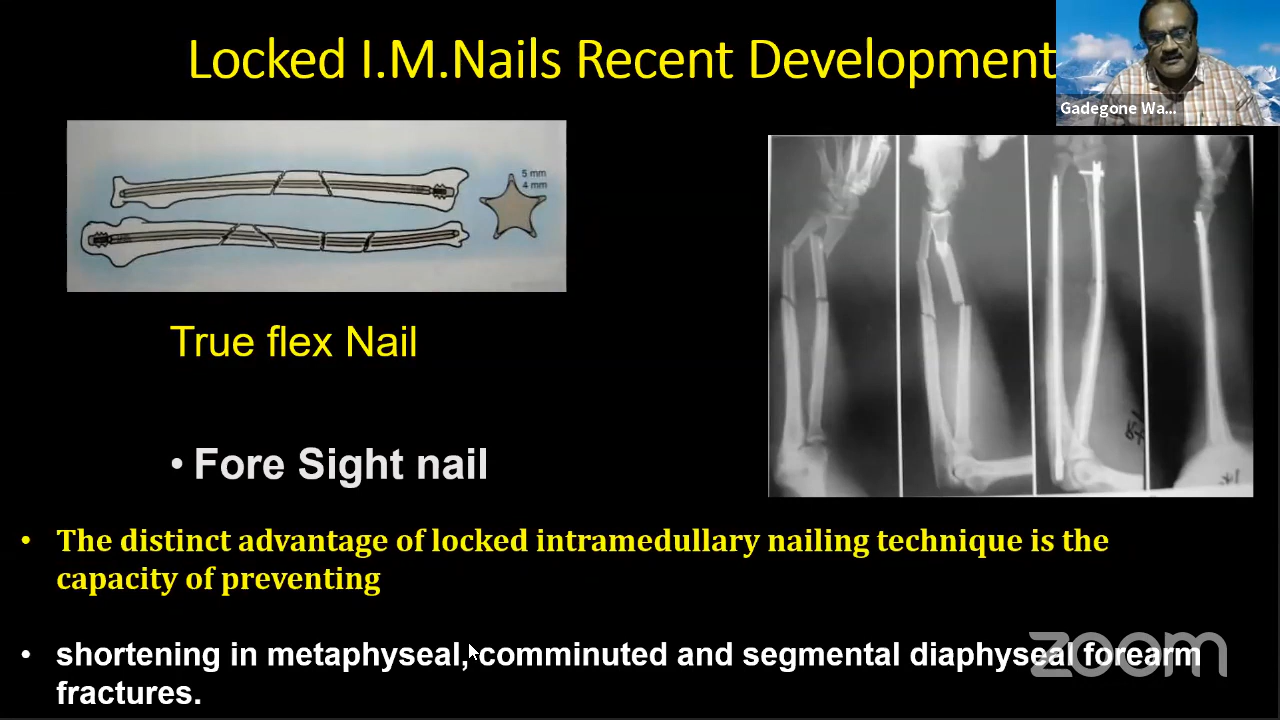 Locked I.M.Nails Recent Development
Gadegone Wa...
5 mm
4 mm
True flex Nail
• Fore Sight nail
• The distinct advantage of locked intramedullary nailing technique is the
capacity of preventing
• shortening in metaphyseal, comminuted and segmental diaphyseal forearm
fractures.
zoom